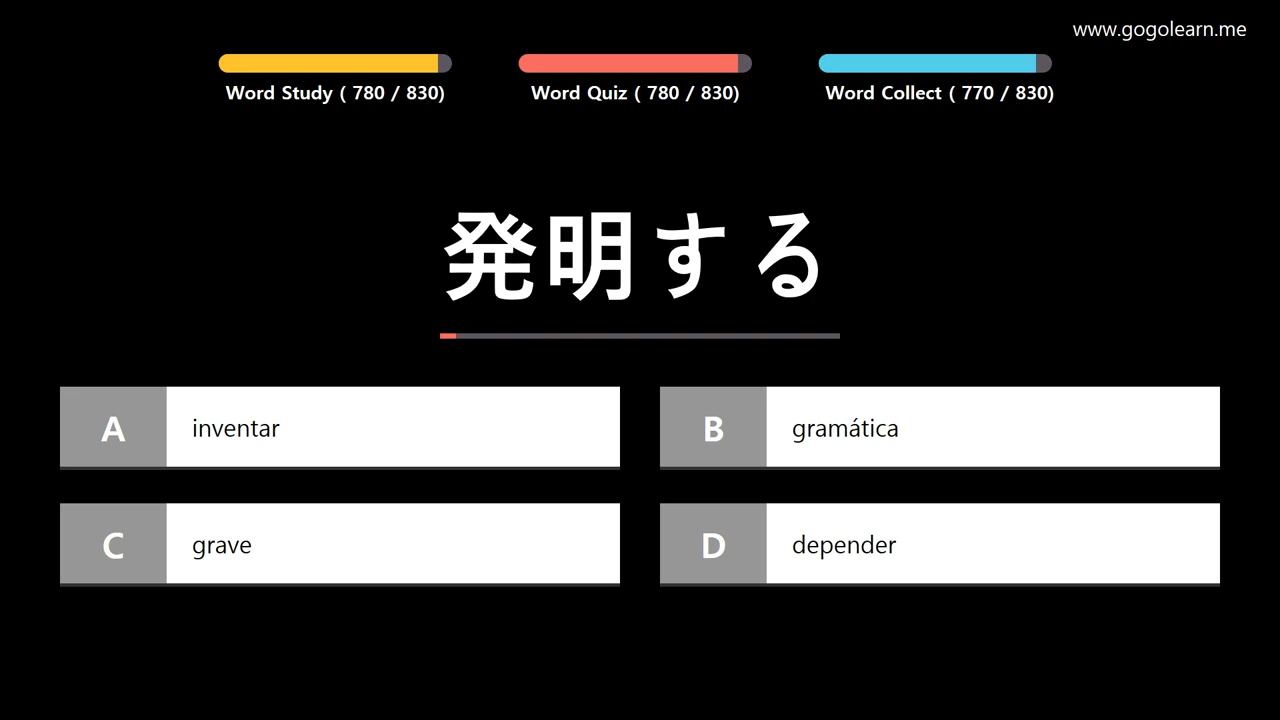 www.gogolearn.me
Word Study ( 780 / 830)
Word Quiz ( 780 / 830)
Word Collect ( 770 / 830)
発明する
A inventar
B gramática
C grave
D depender